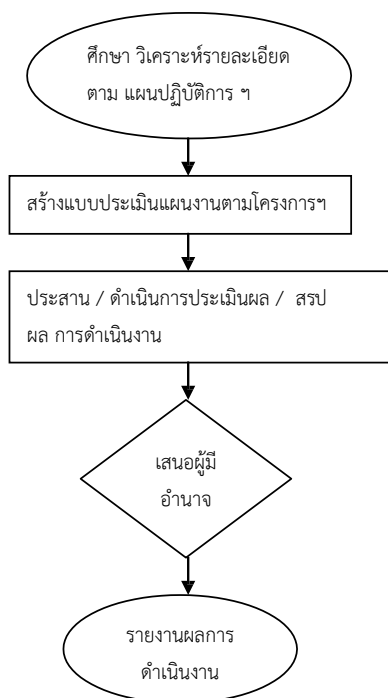 ศึกษา วิเคราะห์รายละเอียด
ตาม แผนปฏิบัติการ ฯ
สร้างแบบประเมินแผนงานตามโครงการฯ
ประสาน / ดำเนินการประเมินผล / สรุป
ผล การดำเนินงาน
เสนอผู้มี
อำนาจ
รายงานผลการ
ดำเนินงาน